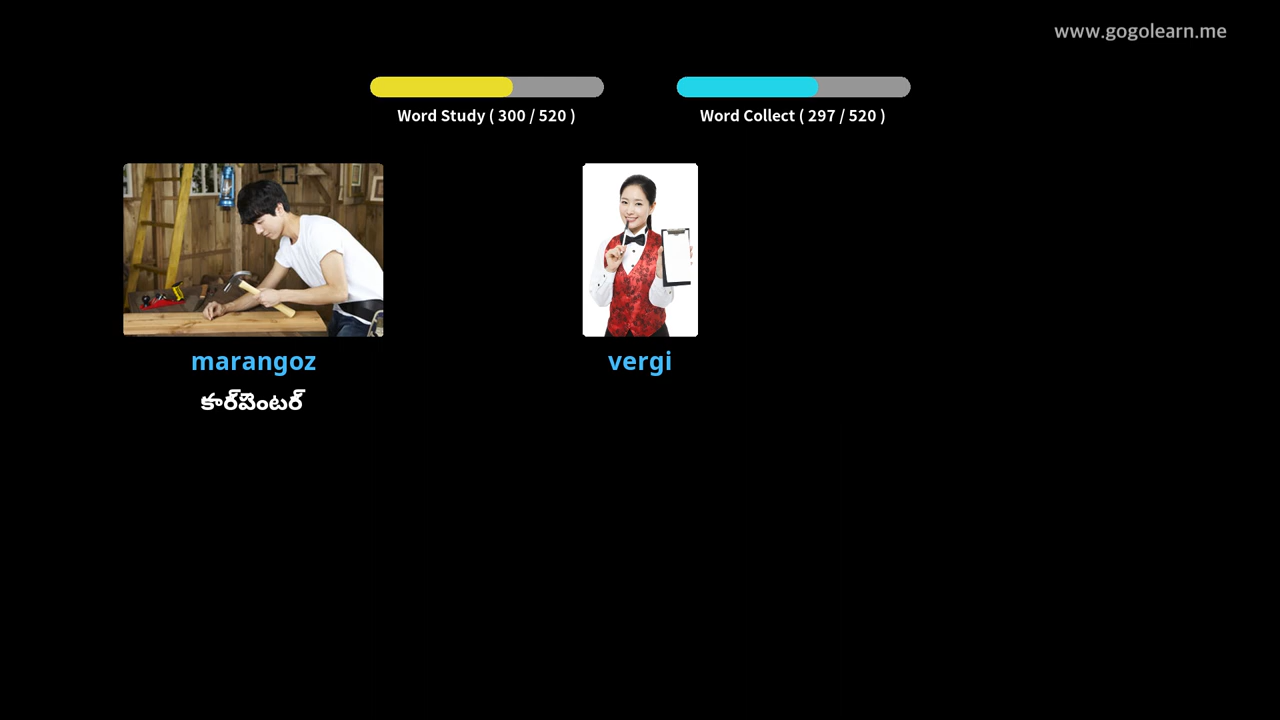 www.gogolearn.me
Word Study ( 300 / 520 )
Word Collect ( 297 / 520 )
marangoz
vergi
కార్పెంటర్